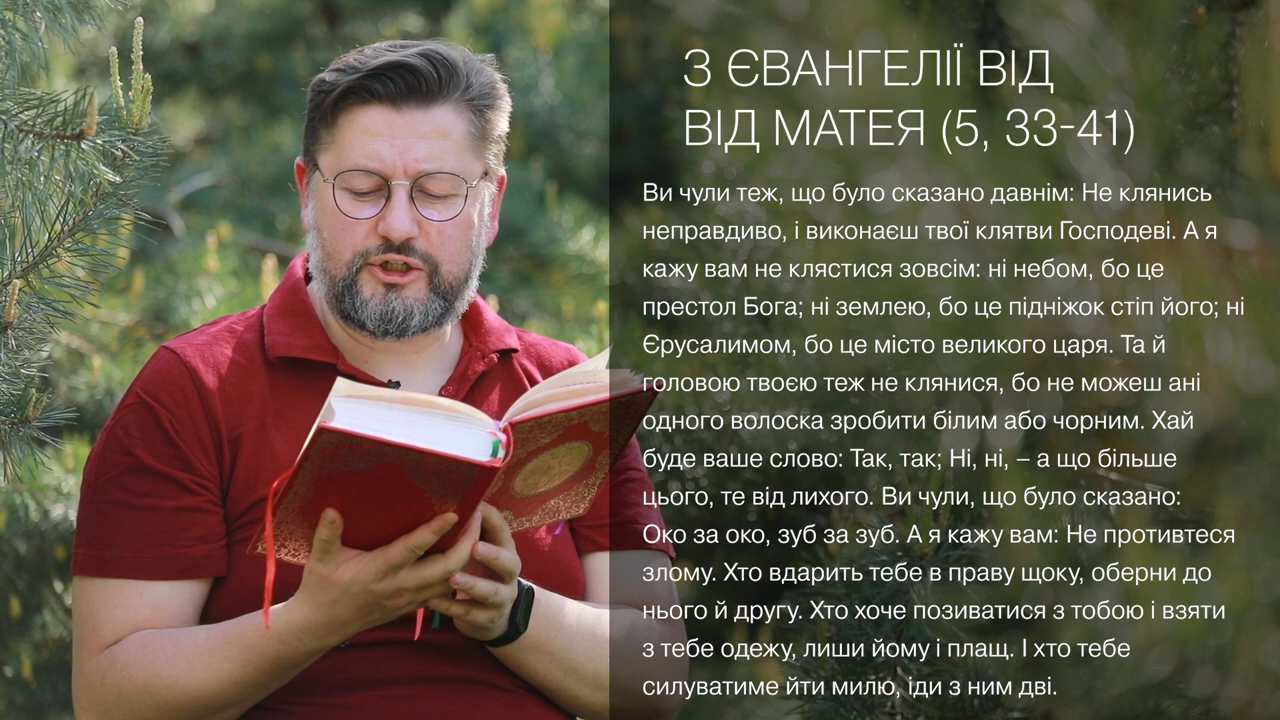 З ЄВАНГЕЛІЇ ВІД
ВІД МАТЕЯ (5, 33-41)
Ви чули теж, що було сказано давнім: Не клянись
неправдиво, і виконаєш твої клятви Господеві. А я
кажу вам не клястися зовсім: ні небом, бо це
престол Бога; ні землею, бо це підніжок стіп його; ні
Єрусалимом, бо це місто великого царя. Та й
головою твоєю теж не клянися, бо не можеш ані
одного волоска зробити білим або чорним. Хай
буде ваше слово: Так, так; Ні, ні, – а що більше
цього, те від лихого. Ви чули, що було сказано:
Око за око, зуб за зуб. А я кажу вам: Не противтеся
злому. Хто вдарить тебе в праву щоку, оберни до
нього й другу. Хто хоче позиватися з тобою і взяти
з тебе одежу, лиши йому і плащ. І хто тебе
силуватиме йти милю, іди з ним дві.